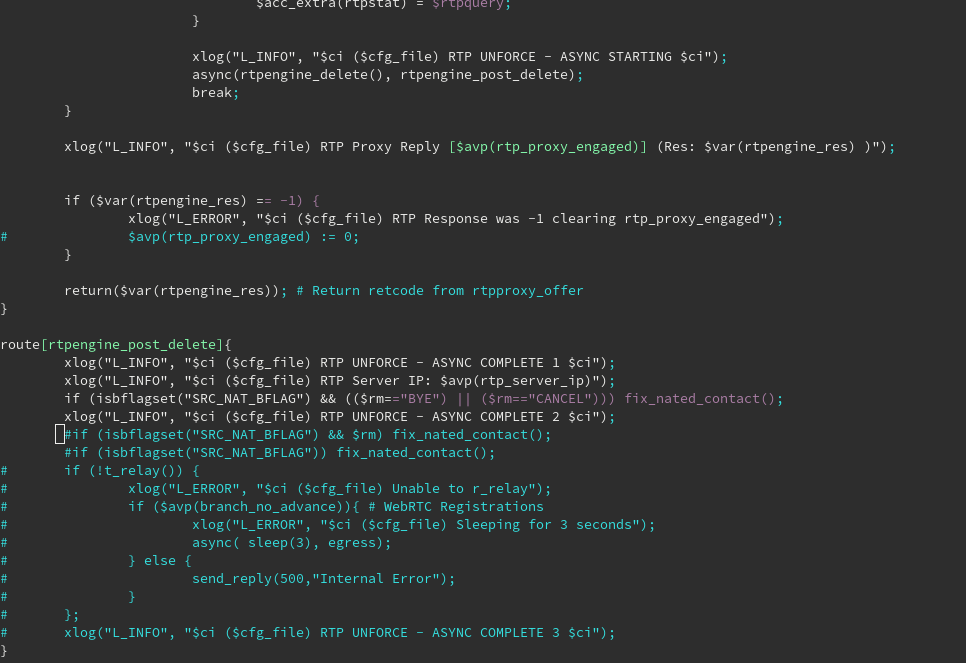 $acc_extra(rtpstat) = $rtpquery;
}
xlog("L_INFO", "$ci ($cfg_file) RTP UNFORCE - ASYNC STARTING $ci");
async(rtpengine_delete(), rtpengine_post_delete);
break;
}
xlog("L_INFO", "$ci ($cfg_file) RTP Proxy Reply [$avp(rtp_proxy_engaged)] (Res: $var(rtpengine_res) )");
if ($var(rtpengine_res) == -1) {
xlog("L_ERROR", "$ci ($cfg_file) RTP Response was -1 clearing rtp_proxy_engaged");
# $avp(rtp_proxy_engaged) := 0;
}
return($var(rtpengine_res)); # Return retcode from rtpproxy_offer
}
route[rtpengine_post_delete]{
xlog("L_INFO", "$ci ($cfg_file) RTP UNFORCE - ASYNC COMPLETE 1 $ci");
xlog("L_INFO", "$ci ($cfg_file) RTP Server IP: $avp(rtp_server_ip)");
if (isbflagset("SRC_NAT_BFLAG") && (($rm=="BYE") || ($rm=="CANCEL"))) fix_nated_contact();
xlog("L_INFO", "$ci ($cfg_file) RTP UNFORCE - ASYNC COMPLETE 2 $ci");
#if (isbflagset("SRC_NAT_BFLAG") && $rm) fix_nated_contact();
#if (isbflagset("SRC_NAT_BFLAG")) fix_nated_contact();
# if (!t_relay()) {
# xlog("L_ERROR", "$ci ($cfg_file) Unable to r_relay");
# if ($avp(branch_no_advance)){ # WebRTC Registrations
# xlog("L_ERROR", "$ci ($cfg_file) Sleeping for 3 seconds");
# async( sleep(3), egress);
# } else {
# send_reply(500,"Internal Error");
# }
# };
# xlog("L_INFO", "$ci ($cfg_file) RTP UNFORCE - ASYNC COMPLETE 3 $ci");
}